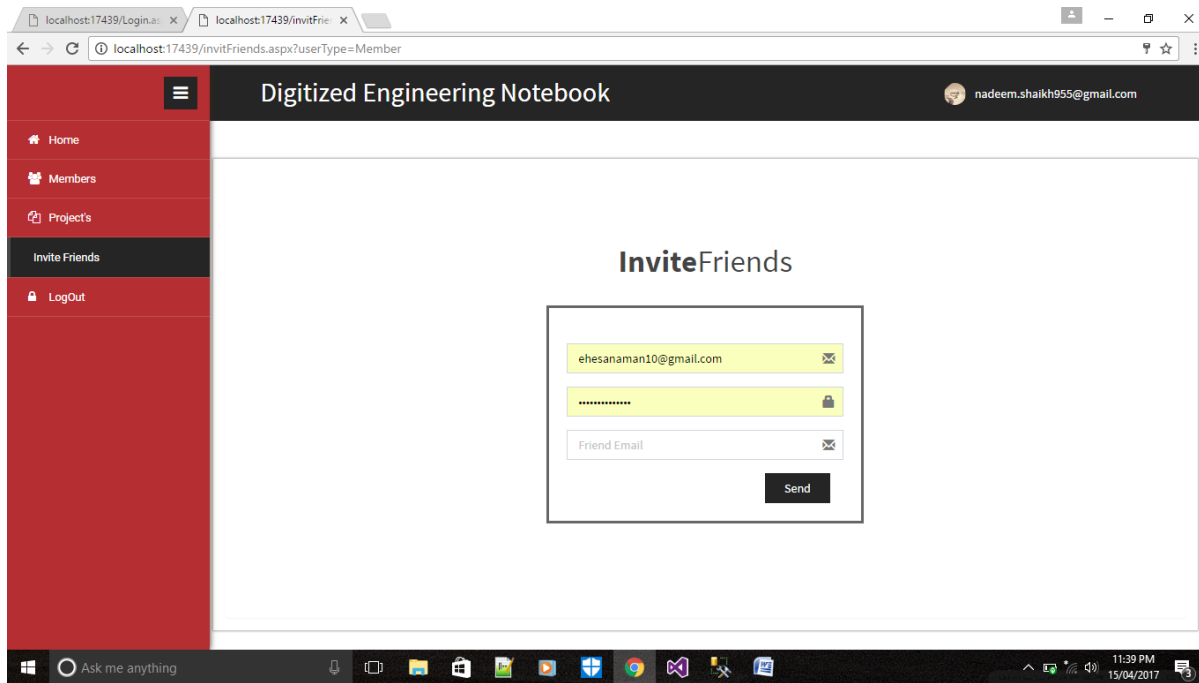 localhost:17439/Login.as
localhost:17439/invitFrie
localhost:17439/invitFriends.aspx?userType=Member
Digitized Engineering Notebook
nadeem.shaikh955@gmail.com
Home
Members
Project's
Invite Friends
LogOut
InviteFriends
ehesanaman10@gmail.com
••••••••••••••
Friend Email
Send
Ask me anything
11:39 PM
15/04/2017
3